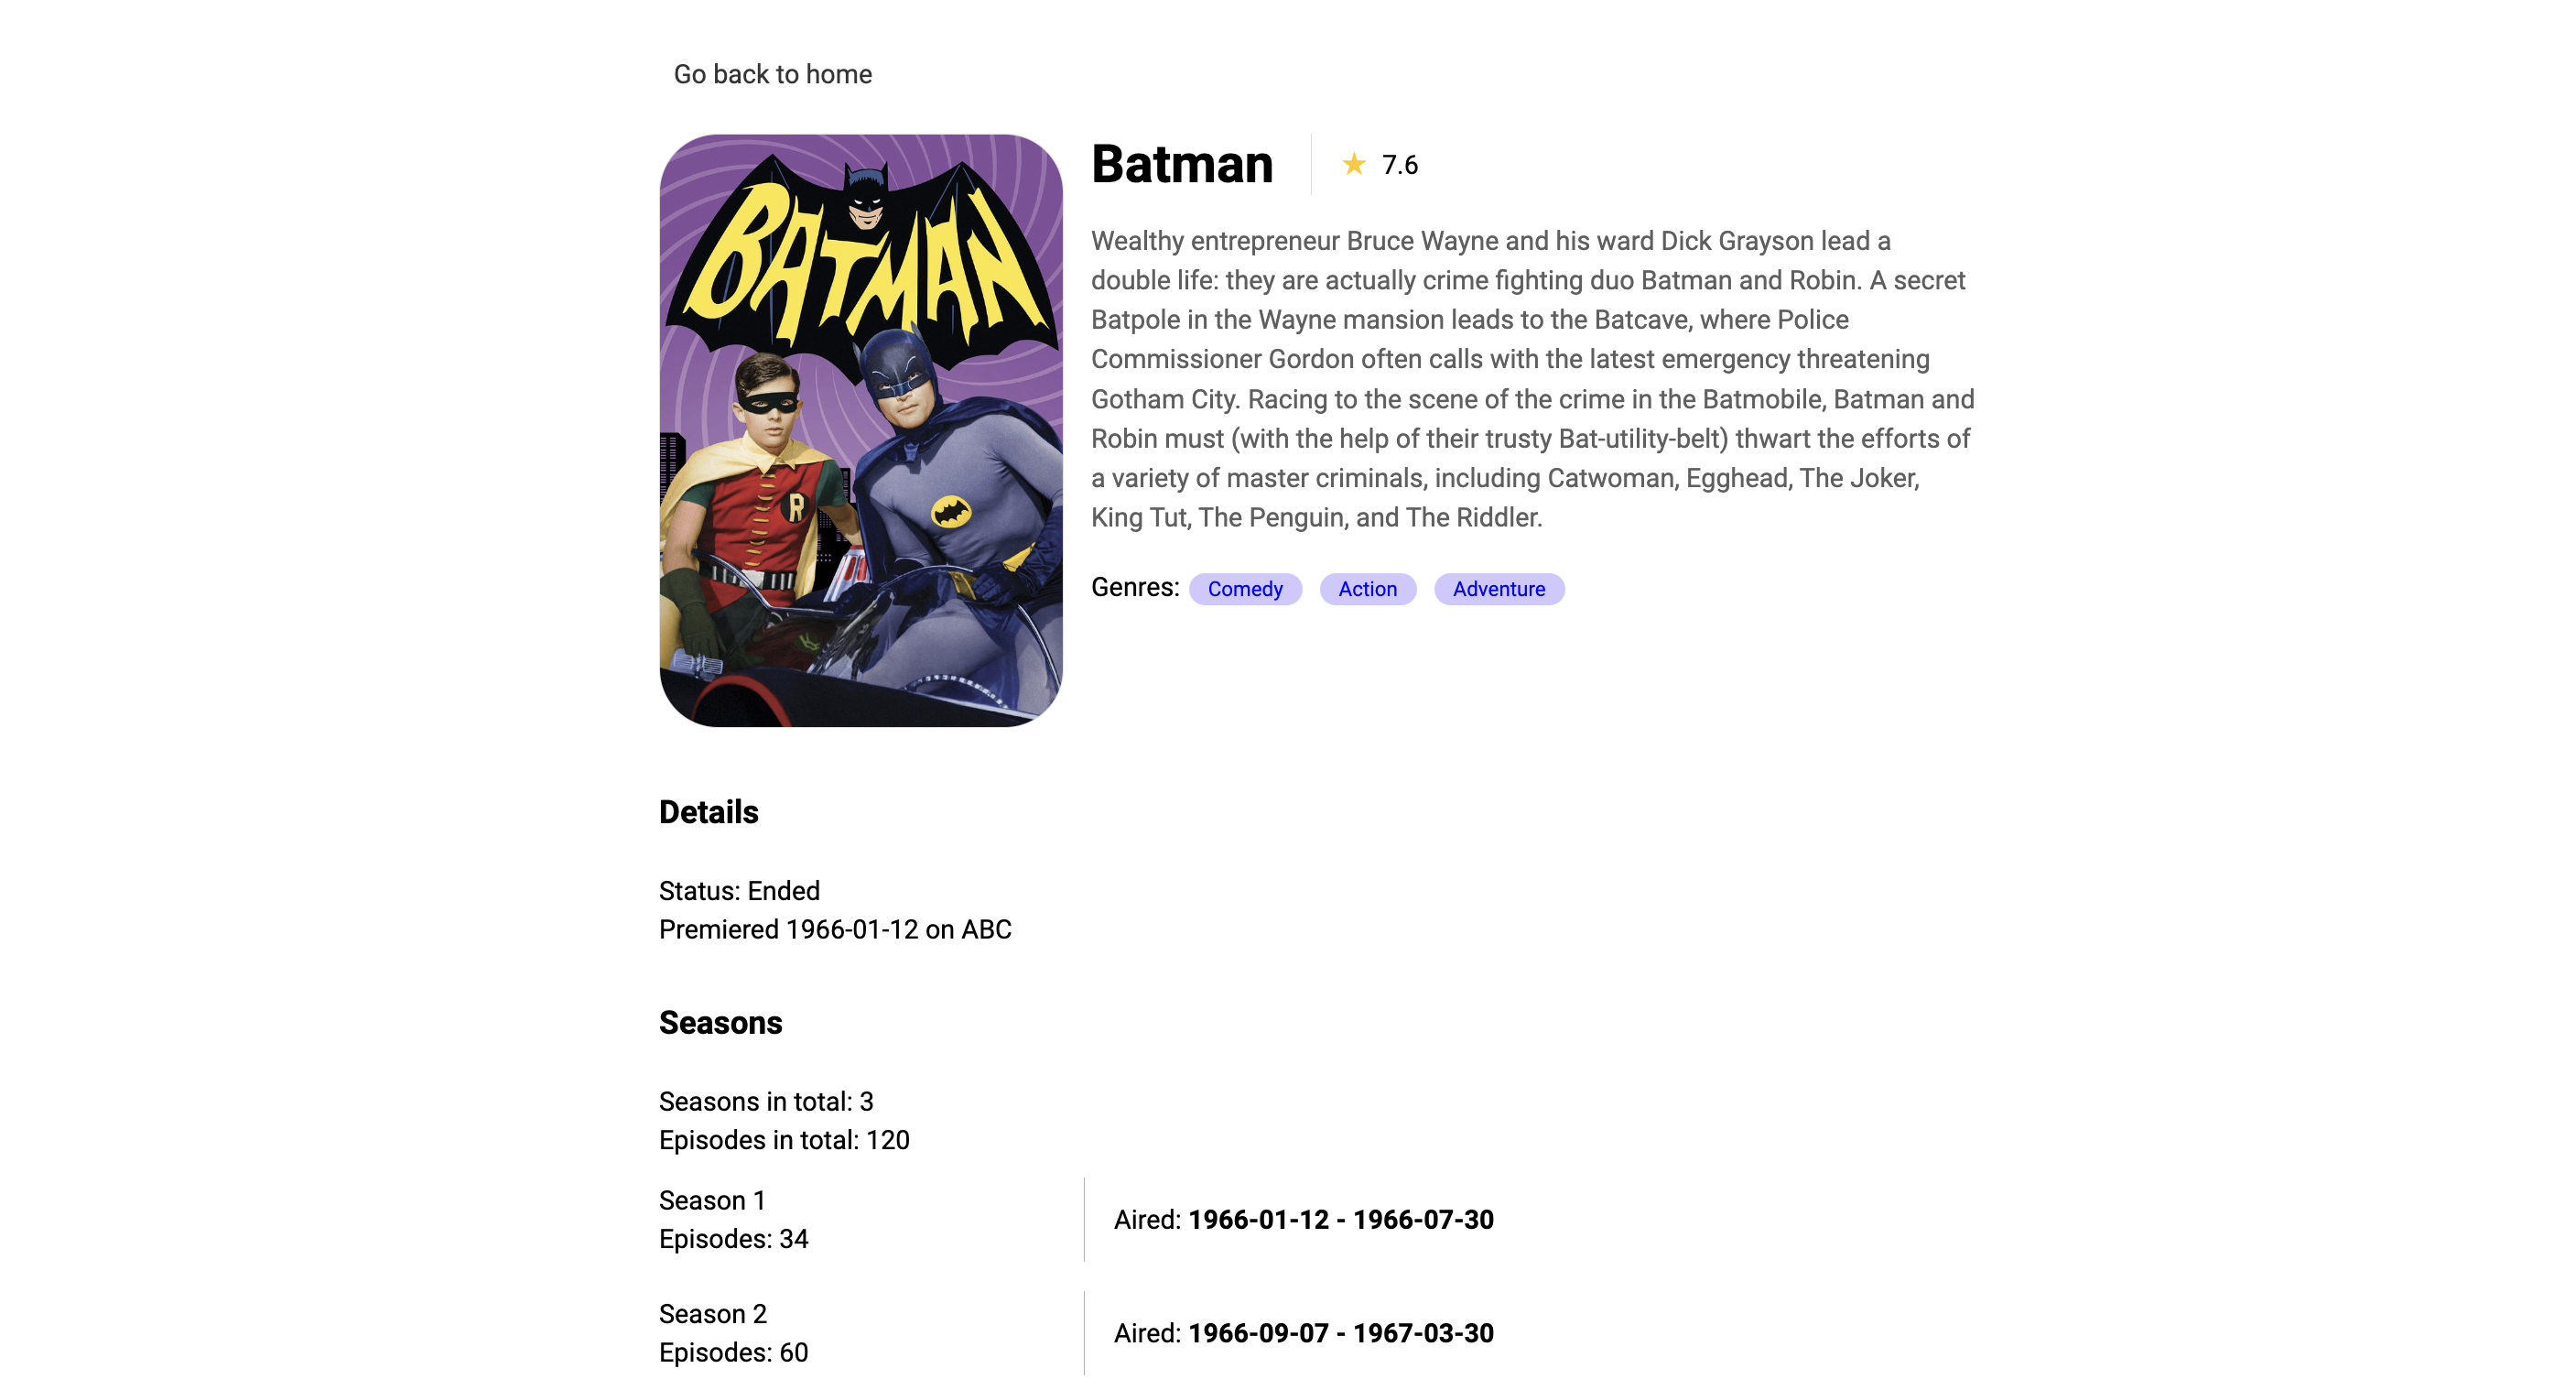 Go back to home
BATMAN
R
Batman
7.6
Wealthy entrepreneur Bruce Wayne and his ward Dick Grayson lead a
double life: they are actually crime fighting duo Batman and Robin. A secret
Batpole in the Wayne mansion leads to the Batcave, where Police
Commissioner Gordon often calls with the latest emergency threatening
Gotham City. Racing to the scene of the crime in the Batmobile, Batman and
Robin must (with the help of their trusty Bat-utility-belt) thwart the efforts of
a variety of master criminals, including Catwoman, Egghead, The Joker,
King Tut, The Penguin, and The Riddler.
Genres: Comedy Action Adventure
Details
Status: Ended
Premiered 1966-01-12 on ABC
Seasons
Seasons in total: 3
Episodes in total: 120
Season 1
Episodes: 34
Aired: 1966-01-12 - 1966-07-30
Season 2
Episodes: 60
Aired: 1966-09-07 - 1967-03-30